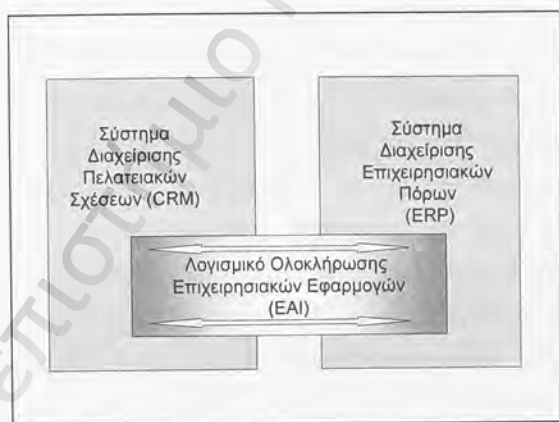 Σύστημα
Διαχείρισης
Πελατειακών
Σχέσεων (CRM)
Σύστημα
Διαχείρισης
Επιχειρησιακών
Πόρων
(ERP)
Λογισμικό Ολοκλήρωσης
Επιχειρησιακών Εφαρμογών
(EAI)